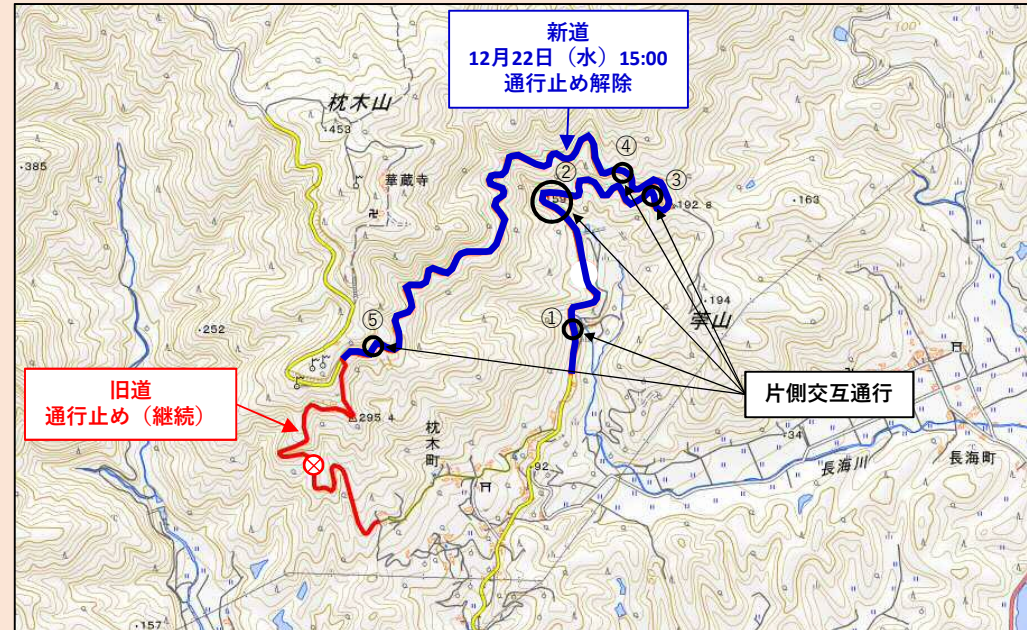 新道
12月22日（水）15:00
通行止め解除
枕木山
・453
・385
華蔵寺
④
②
③
59
192.8
・163
・194
芋山
①
⑤
・252
片側交互通行
旧道
通行止め（継続）
295.4
枕木町
・34
・92
長海川
長海町
・157
100